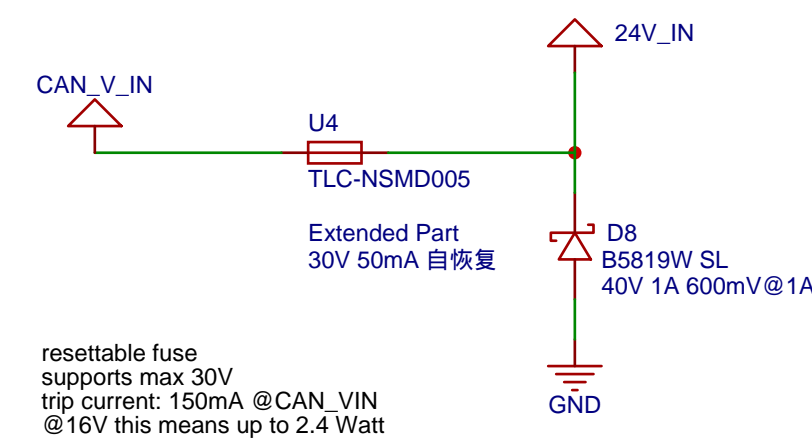 24V_IN
CAN_V_IN
U4
TLC-NSMD005
Extended Part
30V 50mA 自恢复
D8
B5819W SL
40V 1A 600mV@1A
GND
resettable fuse
supports max 30V
trip current: 150mA @CAN_VIN
@16V this means up to 2.4 Watt